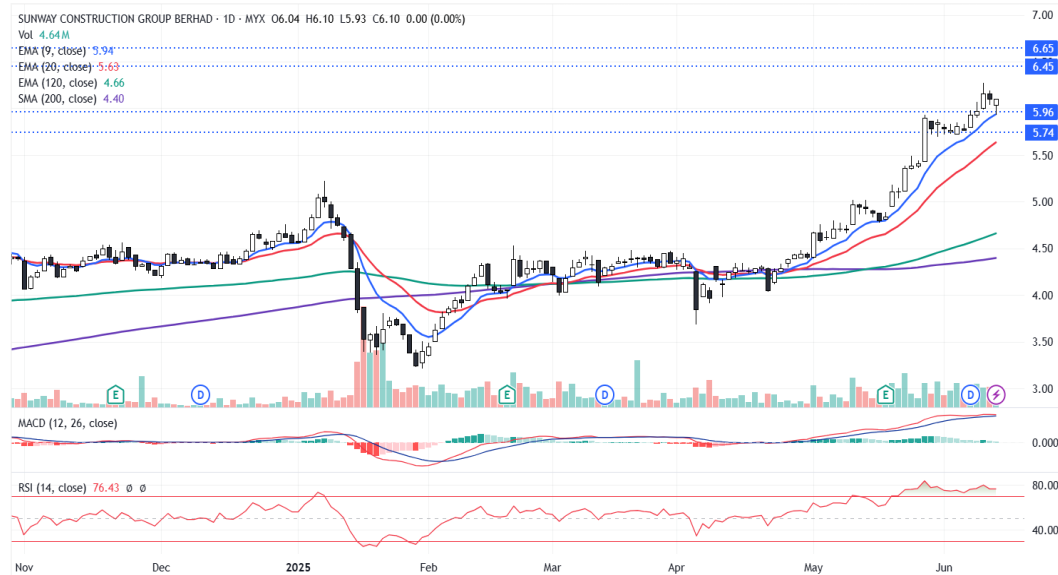 SUNWAY CONSTRUCTION GROUP BERHAD · 1D · MYX O6.04 H6.10 L5.93 C6.10 0.00 (0.00%)
Vol 4.64M
EMA (9, close) 5.94
EMA (20, close) 5.63
EMA (120, close) 4.66
SMA (200, close) 4.40
7.00
6.65
6.45
5.96
5.74
5.50
5.00
4.50
4.00
3.50
3.00
E D E D E D
MACD (12, 26, close)
0.000
RSI (14, close) 76.43 ø ø
80.00
40.00
Nov Dec 2025 Feb Mar Apr May Jun